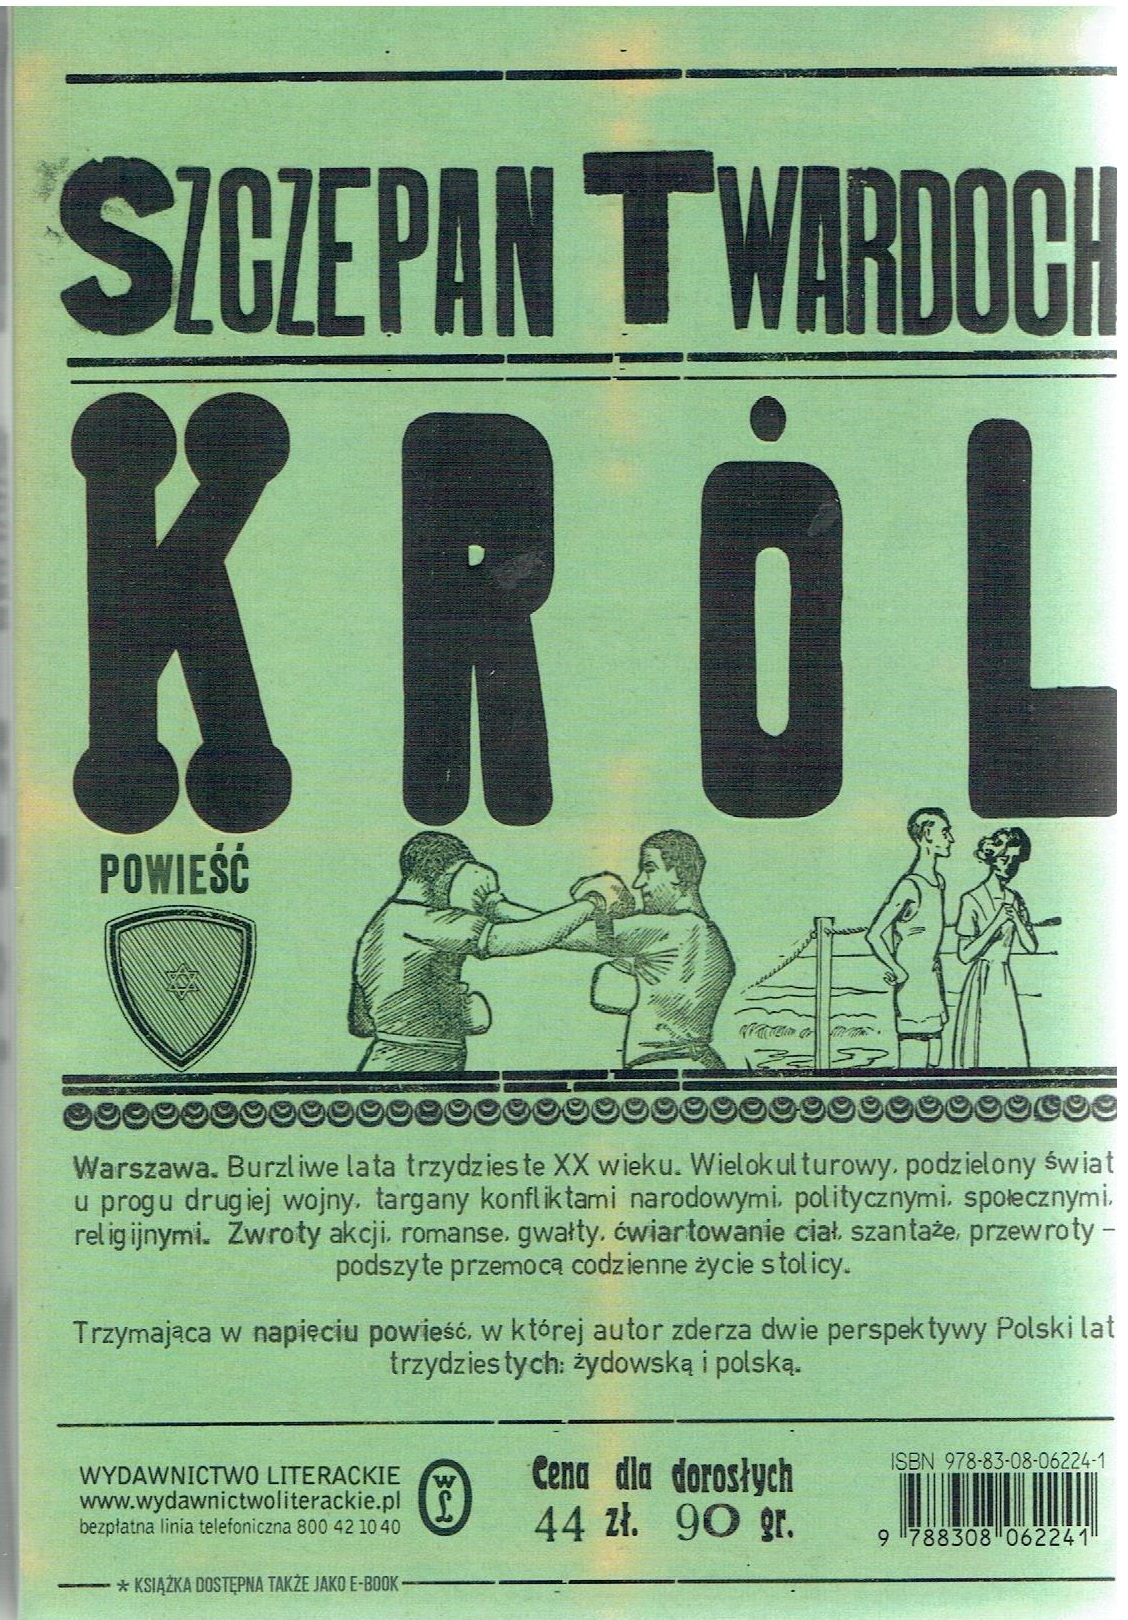 SZCZEPAN TWARDOCH
KRÓL
POWIEŚĆ
Warszawa. Burzliwe lata trzydzieste XX wieku. Wielokulturowy, podzielony świat
u progu drugiej wojny, targany konfliktami narodowymi, politycznymi, społecznymi,
religijnymi. Zwroty akcji, romanse, gwałty, ćwiartowanie ciał, szantaże, przewroty –
podszyte przemocą codzienne życie stolicy.
Trzymająca w napięciu powieść, w której autor zderza dwie perspektywy Polski lat
trzydziestych: żydowską i polską.
WYDAWNICTWO LITERACKIE
www.wydawnictwoliterackie.pl
bezpłatna linia telefoniczna 800 42 10 40
WL
Cena dla dorosłych
44 zł. 90 gr.
ISBN 978-83-08-06224-1
9 788308 062241
* KSIĄŻKA DOSTĘPNA TAKŻE JAKO E-BOOK